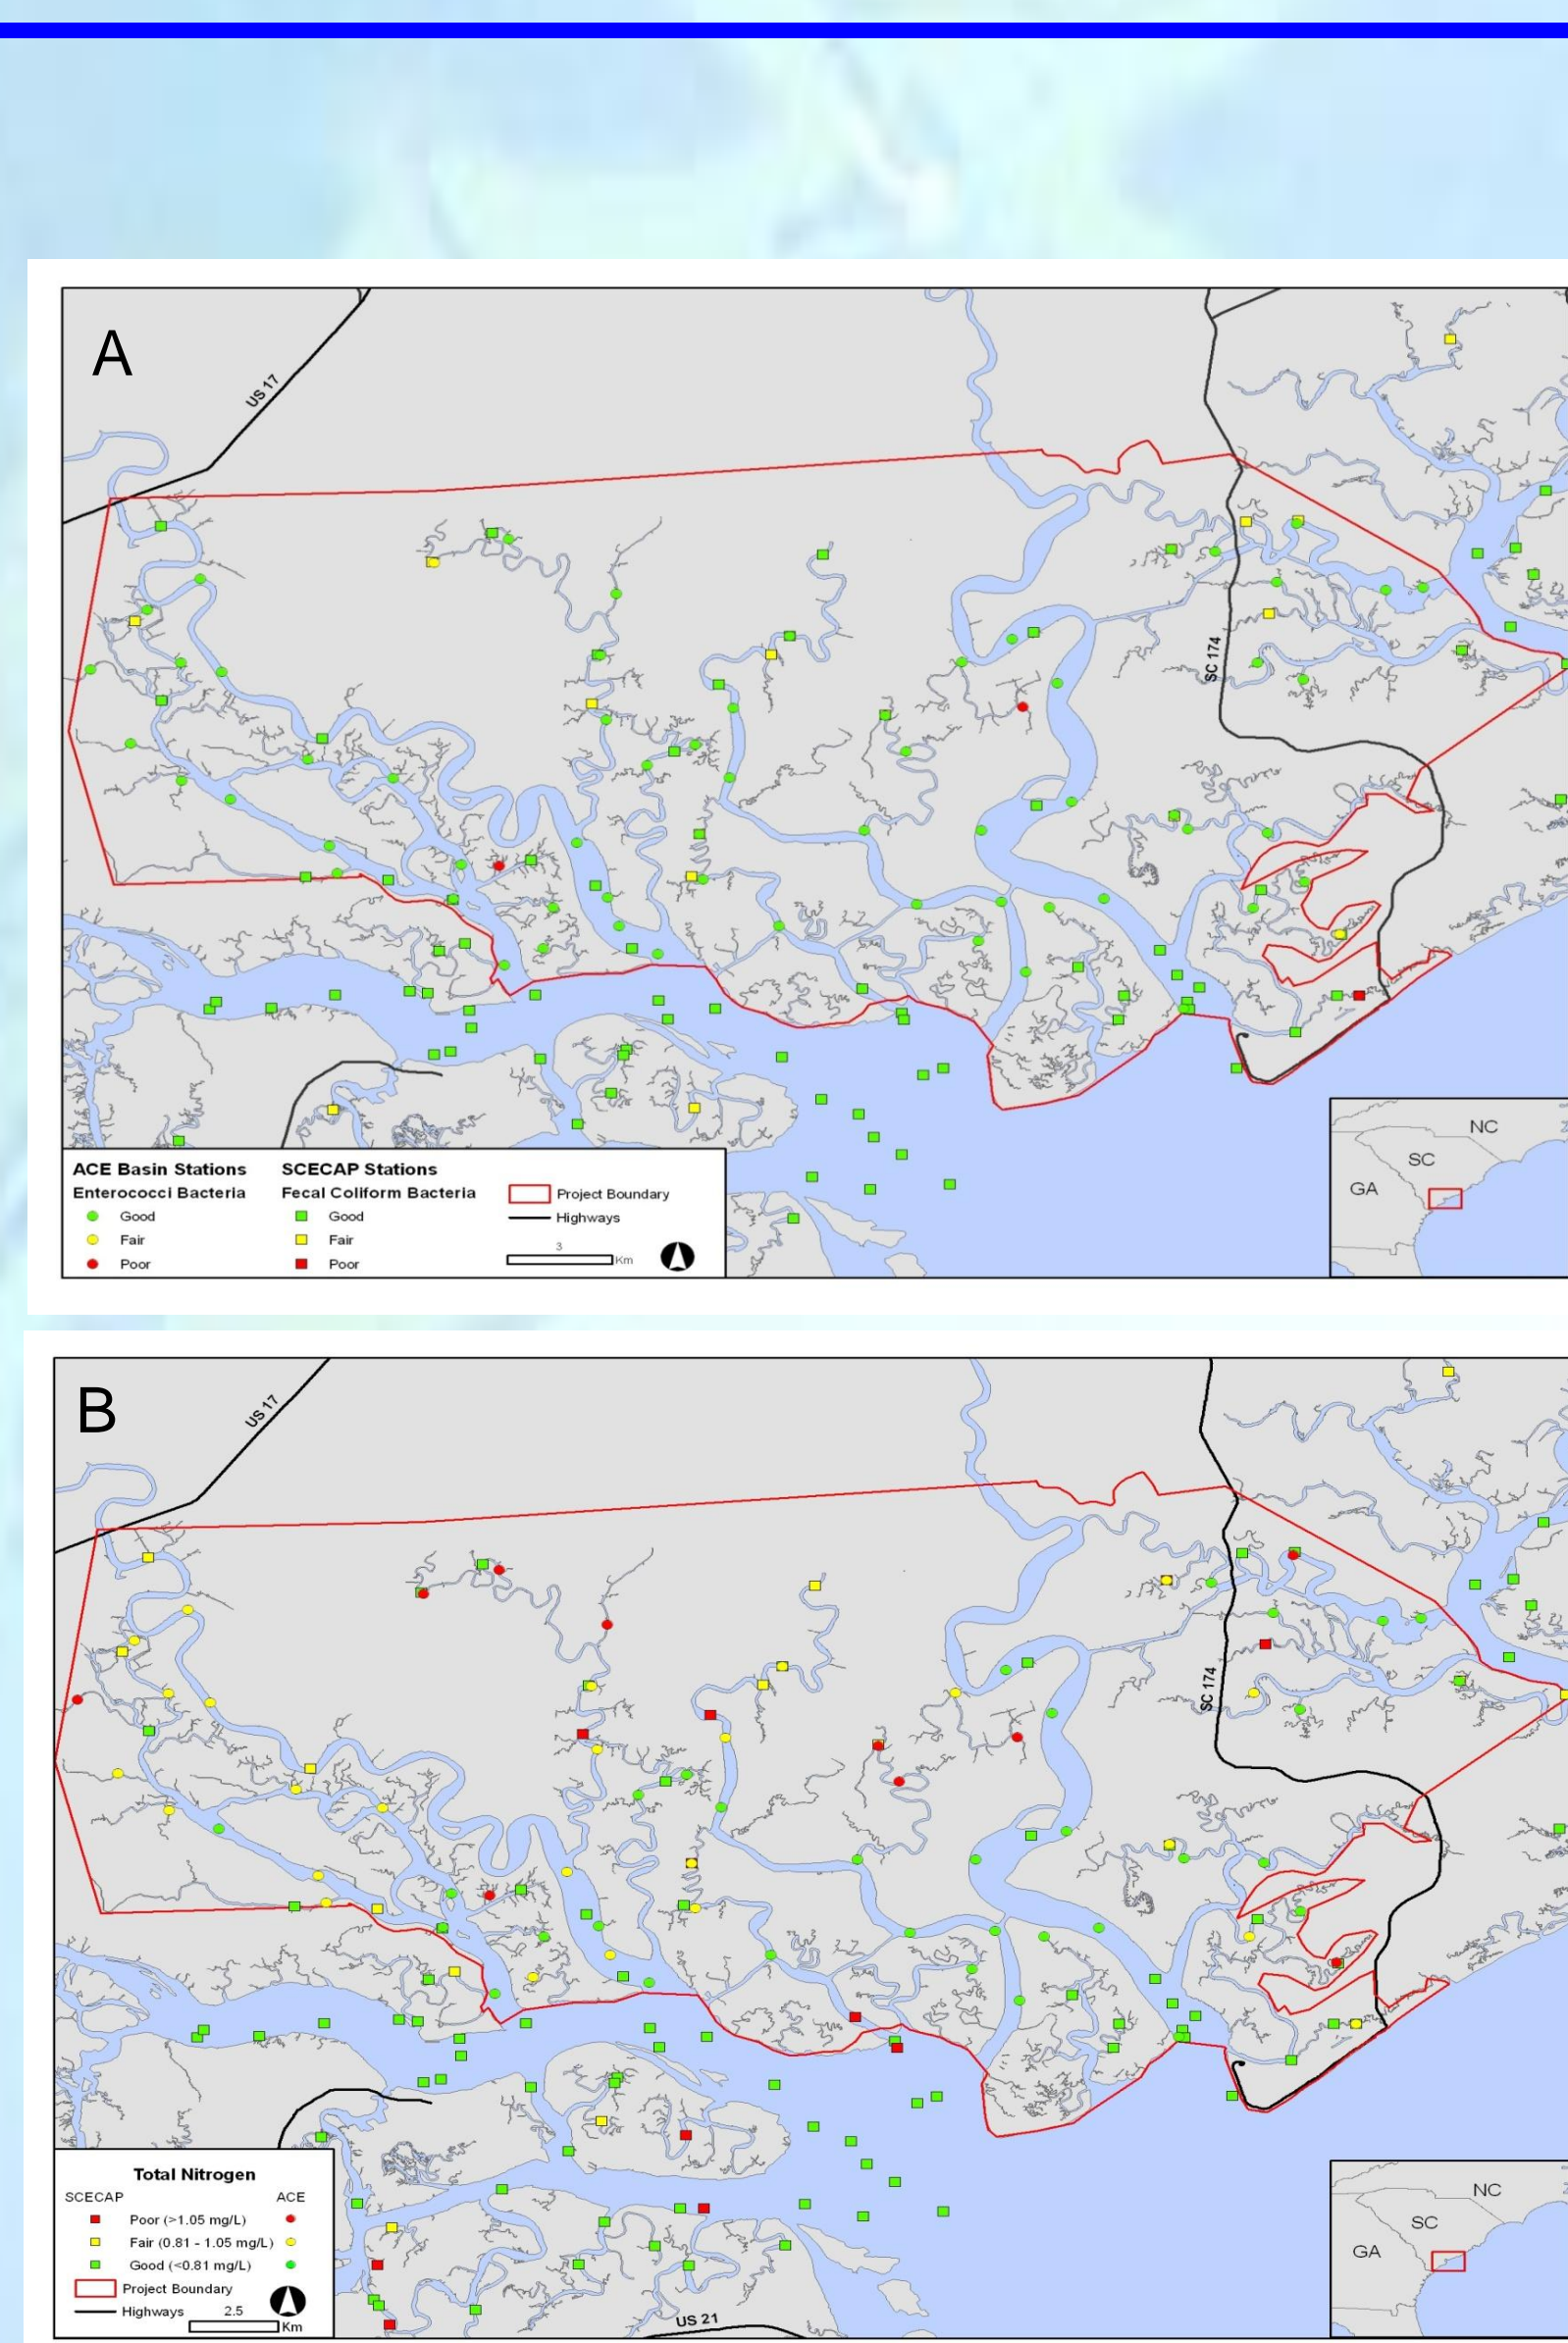 A
US 17
SC 174
ACE Basin Stations
Enterococci Bacteria
Good
Fair
Poor
SCECAP Stations
Fecal Coliform Bacteria
Good
Fair
Poor
Project Boundary
Highways
3
Km
NC
SC
GA
B
US 17
SC 174
Total Nitrogen
SCECAP ACE
Poor (>1.05 mg/L)
Fair (0.81 - 1.05 mg/L)
Good (<0.81 mg/L)
Project Boundary
Highways
2.5
Km
US 21
NC
SC
GA